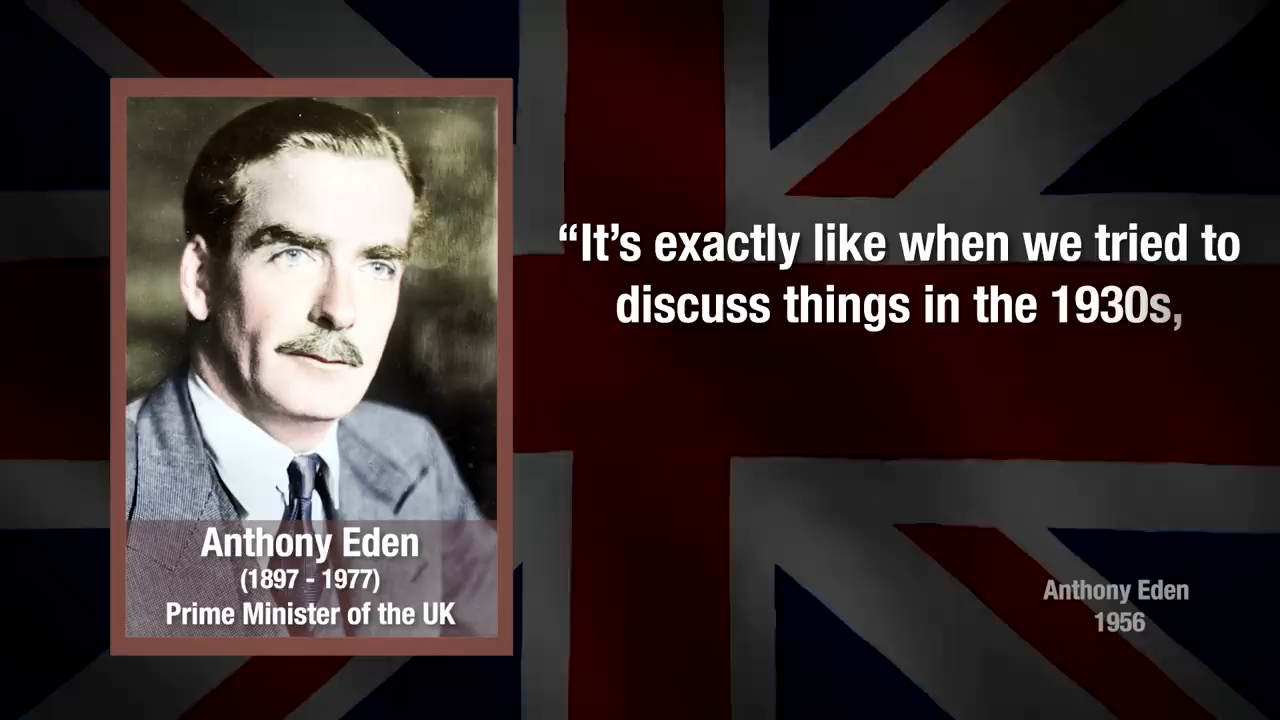 “It’s exactly like when we tried to
discuss things in the 1930s,
Anthony Eden
(1897 - 1977)
Prime Minister of the UK
Anthony Eden
1956